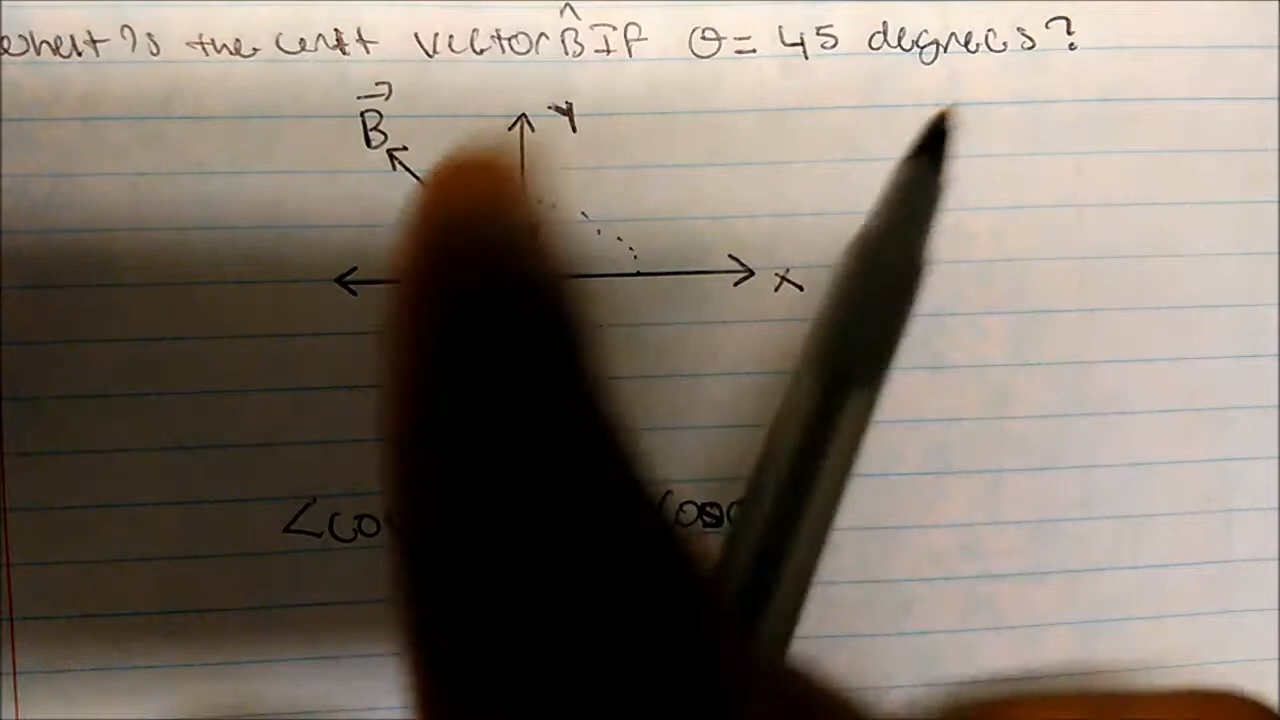 what Is the unit vector B̂ If θ = 45 degrees?
B⃗
Y
X
<co
cos